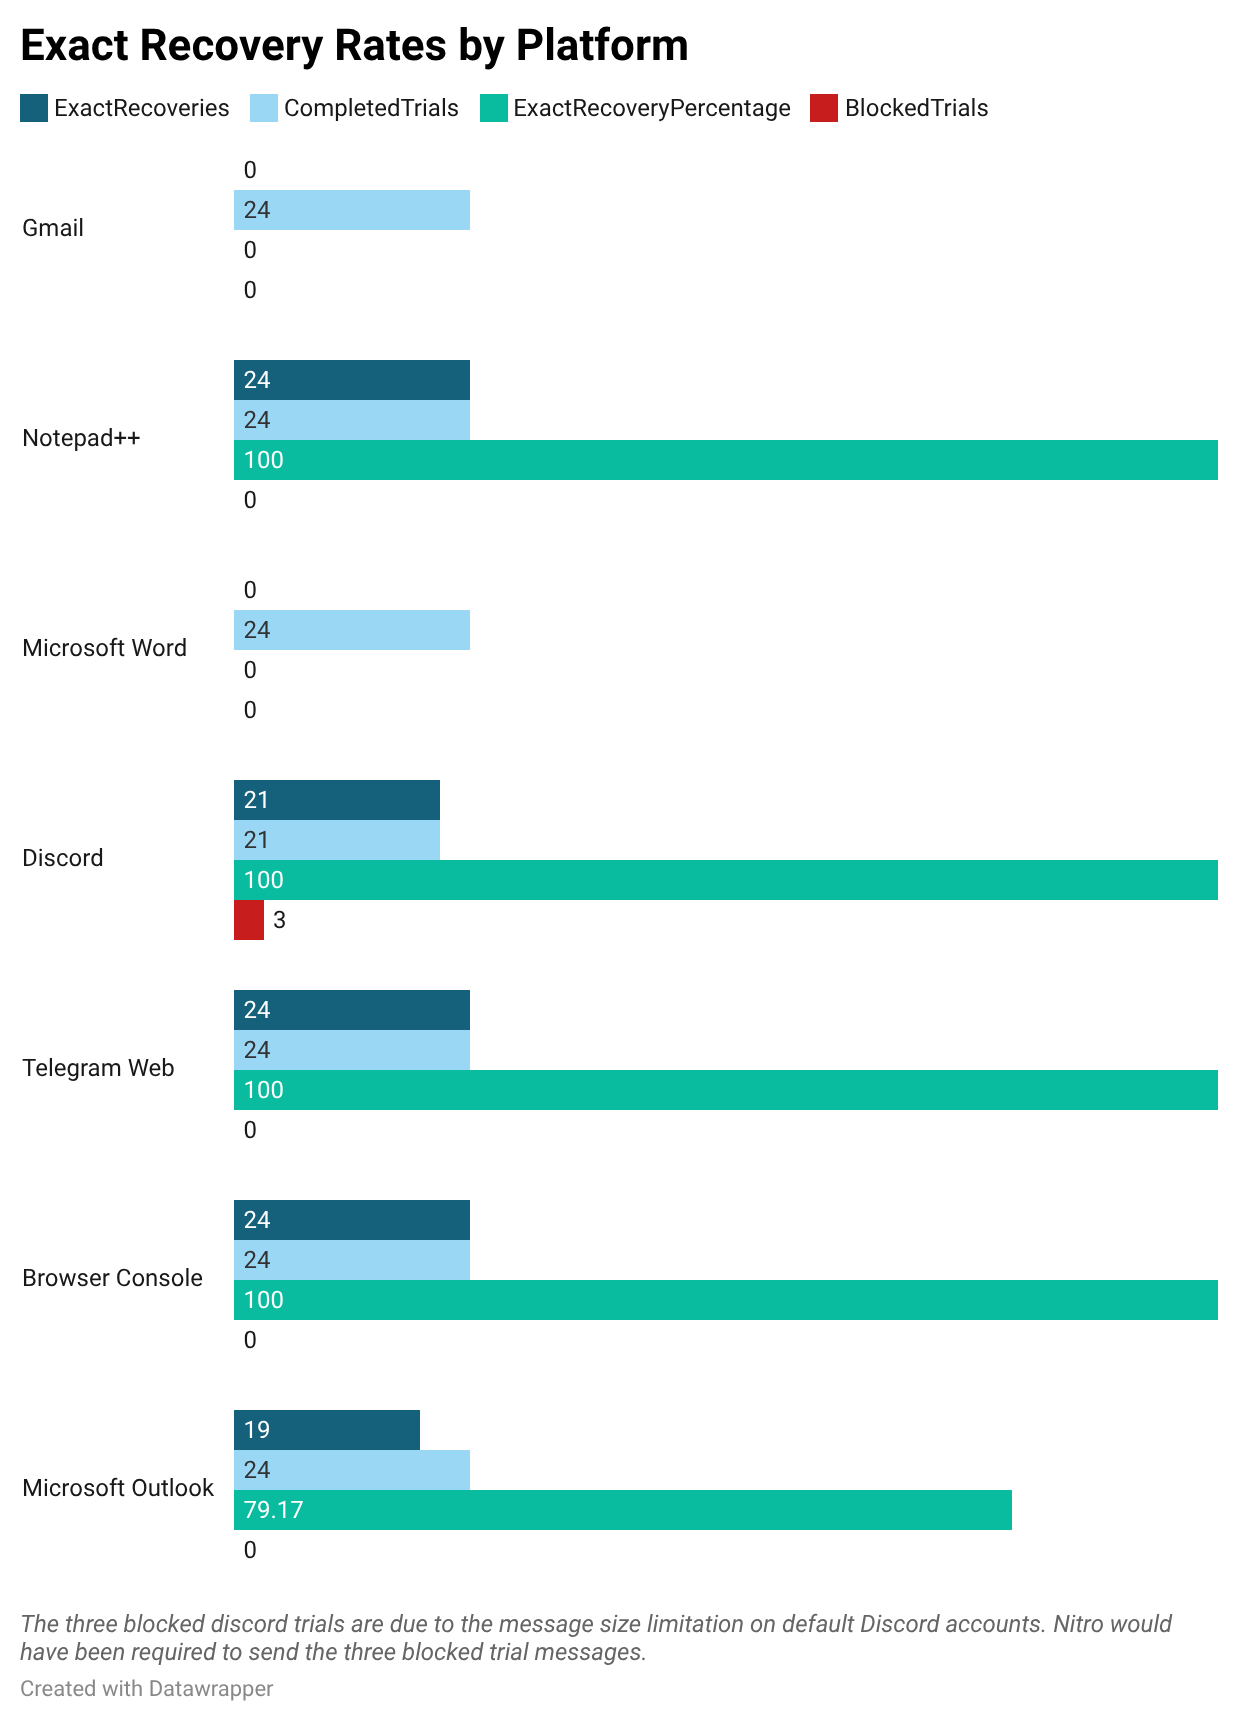 Exact Recovery Rates by Platform
ExactRecoveries CompletedTrials ExactRecoveryPercentage BlockedTrials
Gmail
0
24
0
0
Notepad++
24
24
100
0
Microsoft Word
0
24
0
0
Discord
21
21
100
3
Telegram Web
24
24
100
0
Browser Console
24
24
100
0
Microsoft Outlook
19
24
79.17
0
The three blocked discord trials are due to the message size limitation on default Discord accounts. Nitro would
have been required to send the three blocked trial messages.
Created with Datawrapper